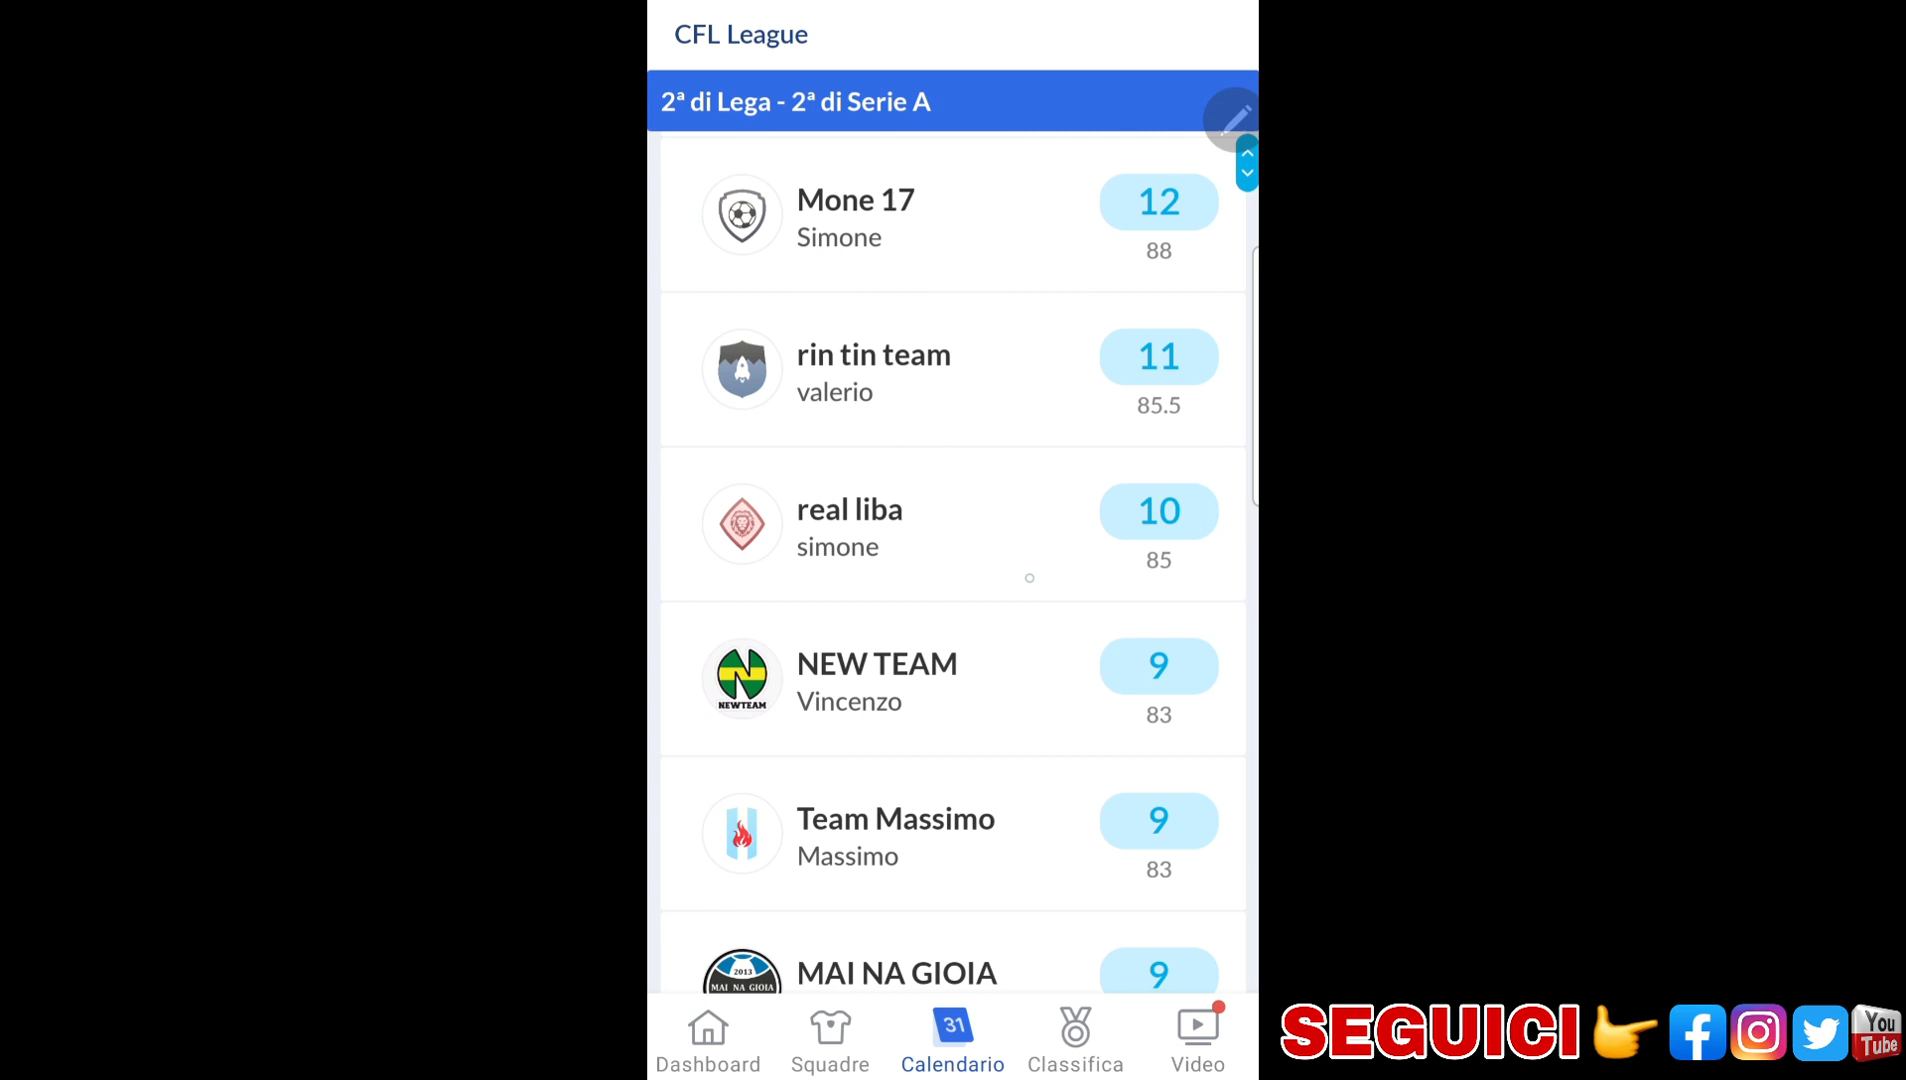 CFL League
2ª di Lega - 2ª di Serie A
Mone 17
12
Simone
88
rin tin team
11
valerio
85.5
real liba
10
simone
85
NEW TEAM
9
NEWTEAM
Vincenzo
83
Team Massimo
9
Massimo
83
2013
MAI NA GIOIA
MAI NA GIOIA
9
31
Dashboard
Squadre
Calendario
Classifica
Video
SEGUICI
You
Tube